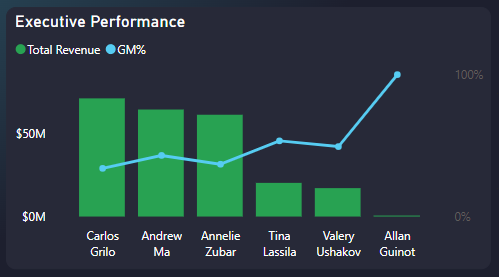 Executive Performance
Total Revenue GM%
100%
$50M
$0M
0%
Carlos Grilo
Andrew Ma
Annelie Zubar
Tina Lassila
Valery Ushakov
Allan Guinot